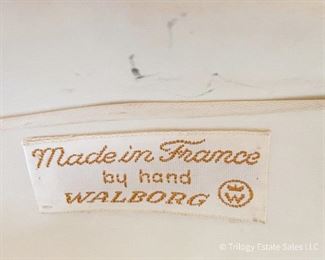 Made in France
by hand
WALBORG W
© Trilogy Estate Sales LLC